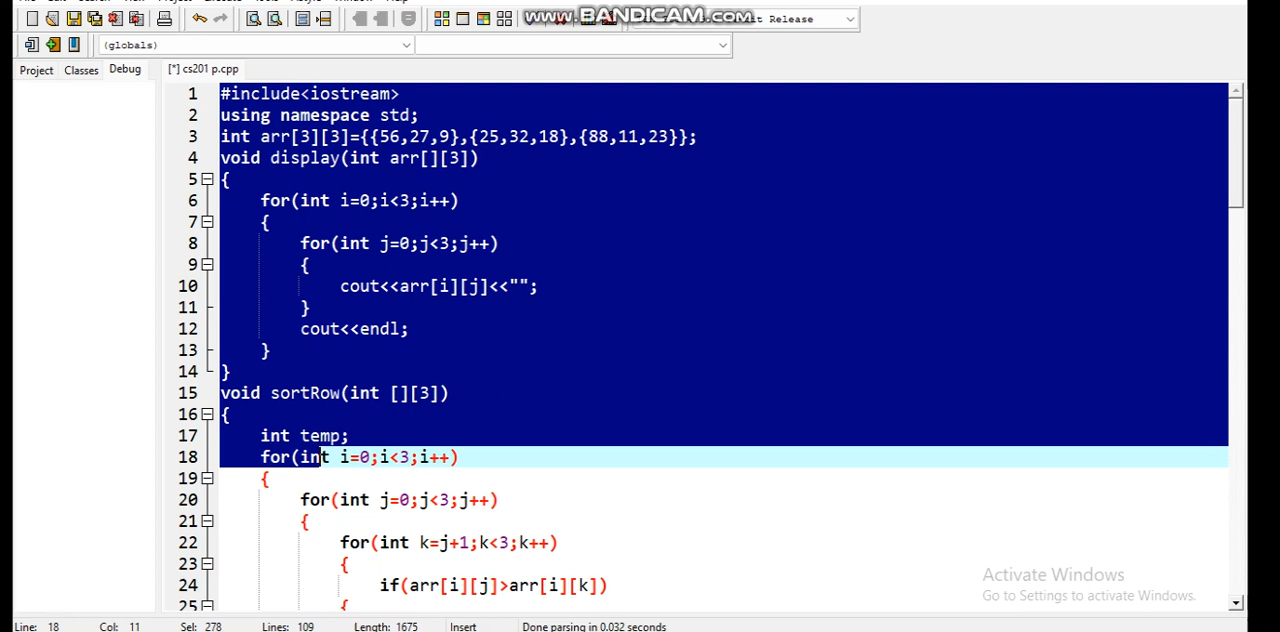 www.BANDICAM.com
t Release
(globals)
Project Classes Debug [*] cs201 p.cpp
1 #include<iostream>
2 using namespace std;
3 int arr[3][3]={{56,27,9},{25,32,18},{88,11,23}};
4 void display(int arr[][3])
5 {
6 for(int i=0;i<3;i++)
7 {
8 for(int j=0;j<3;j++)
9 {
10 cout<<arr[i][j]<<"";
11 }
12 cout<<endl;
13 }
14 }
15 void sortRow(int [][3])
16 {
17 int temp;
18 for(int i=0;i<3;i++)
19 {
20 for(int j=0;j<3;j++)
21 {
22 for(int k=j+1;k<3;k++)
23 {
24 if(arr[i][j]>arr[i][k])
25 {
Activate Windows
Go to Settings to activate Windows.
Line: 18 Col: 11 Sel: 278 Lines: 109 Length: 1675 Insert Done parsing in 0.032 seconds